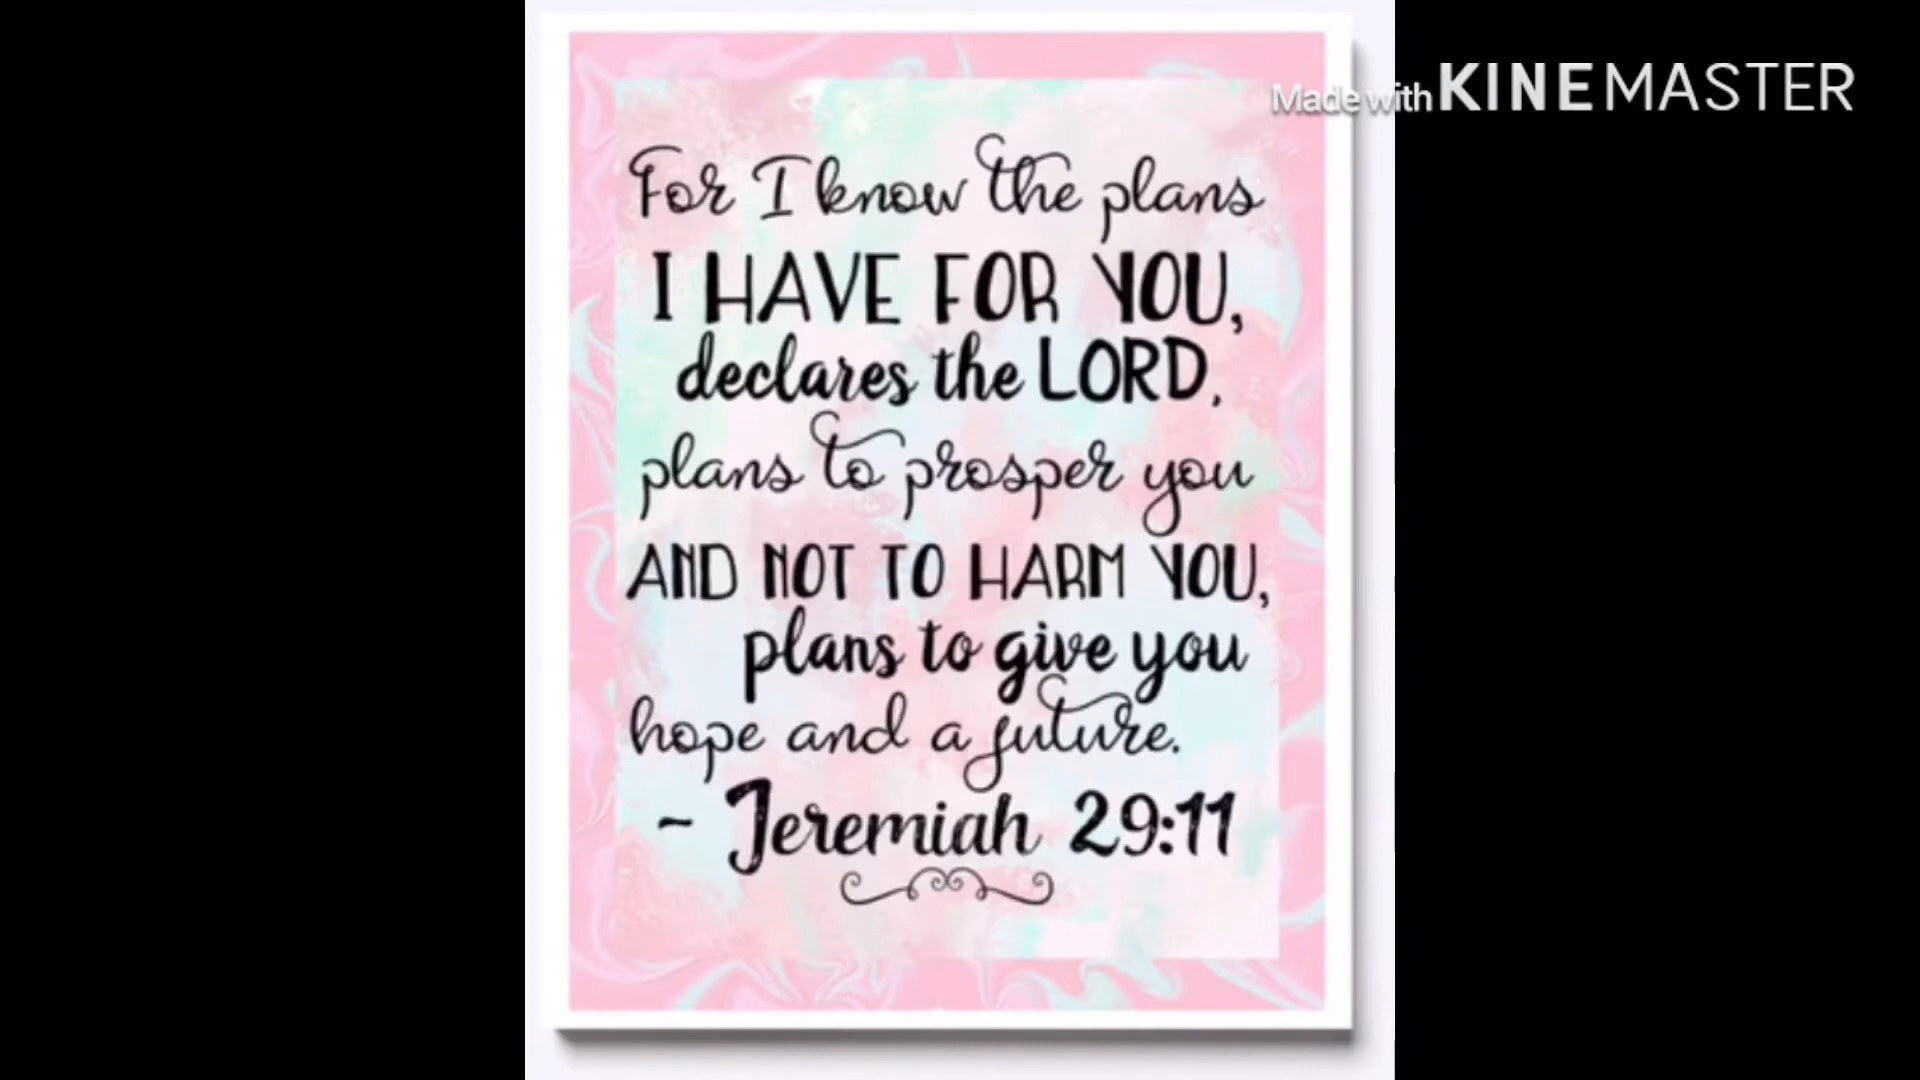 Made with KINEMASTER
For I know the plans
I HAVE FOR YOU,
declares the LORD,
plans to prosper you
AND NOT TO HARM YOU,
plans to give you
hope and a future.
~ Jeremiah 29:11